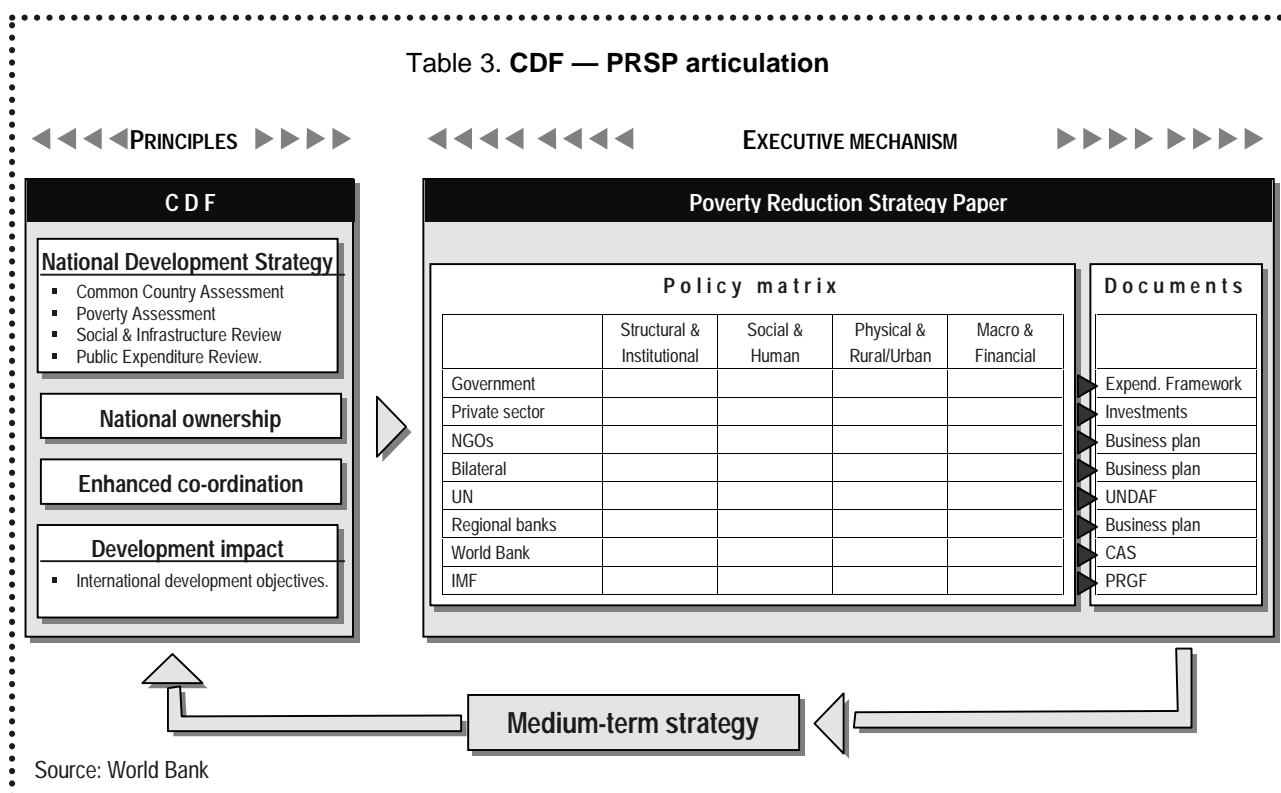 Table 3. CDF — PRSP articulation
PRINCIPLES
EXECUTIVE MECHANISM
CDF
National Development Strategy
▪ Common Country Assessment
▪ Poverty Assessment
▪ Social & Infrastructure Review
▪ Public Expenditure Review.
National ownership
Enhanced co-ordination
Development impact
▪ International development objectives.
Poverty Reduction Strategy Paper
Policy matrix
Documents
Structural & Social & Physical & Macro &
Institutional Human Rural/Urban Financial
Government Expend. Framework
Private sector Investments
NGOs Business plan
Bilateral Business plan
UN UNDAF
Regional banks Business plan
World Bank CAS
IMF PRGF
Medium-term strategy
Source: World Bank